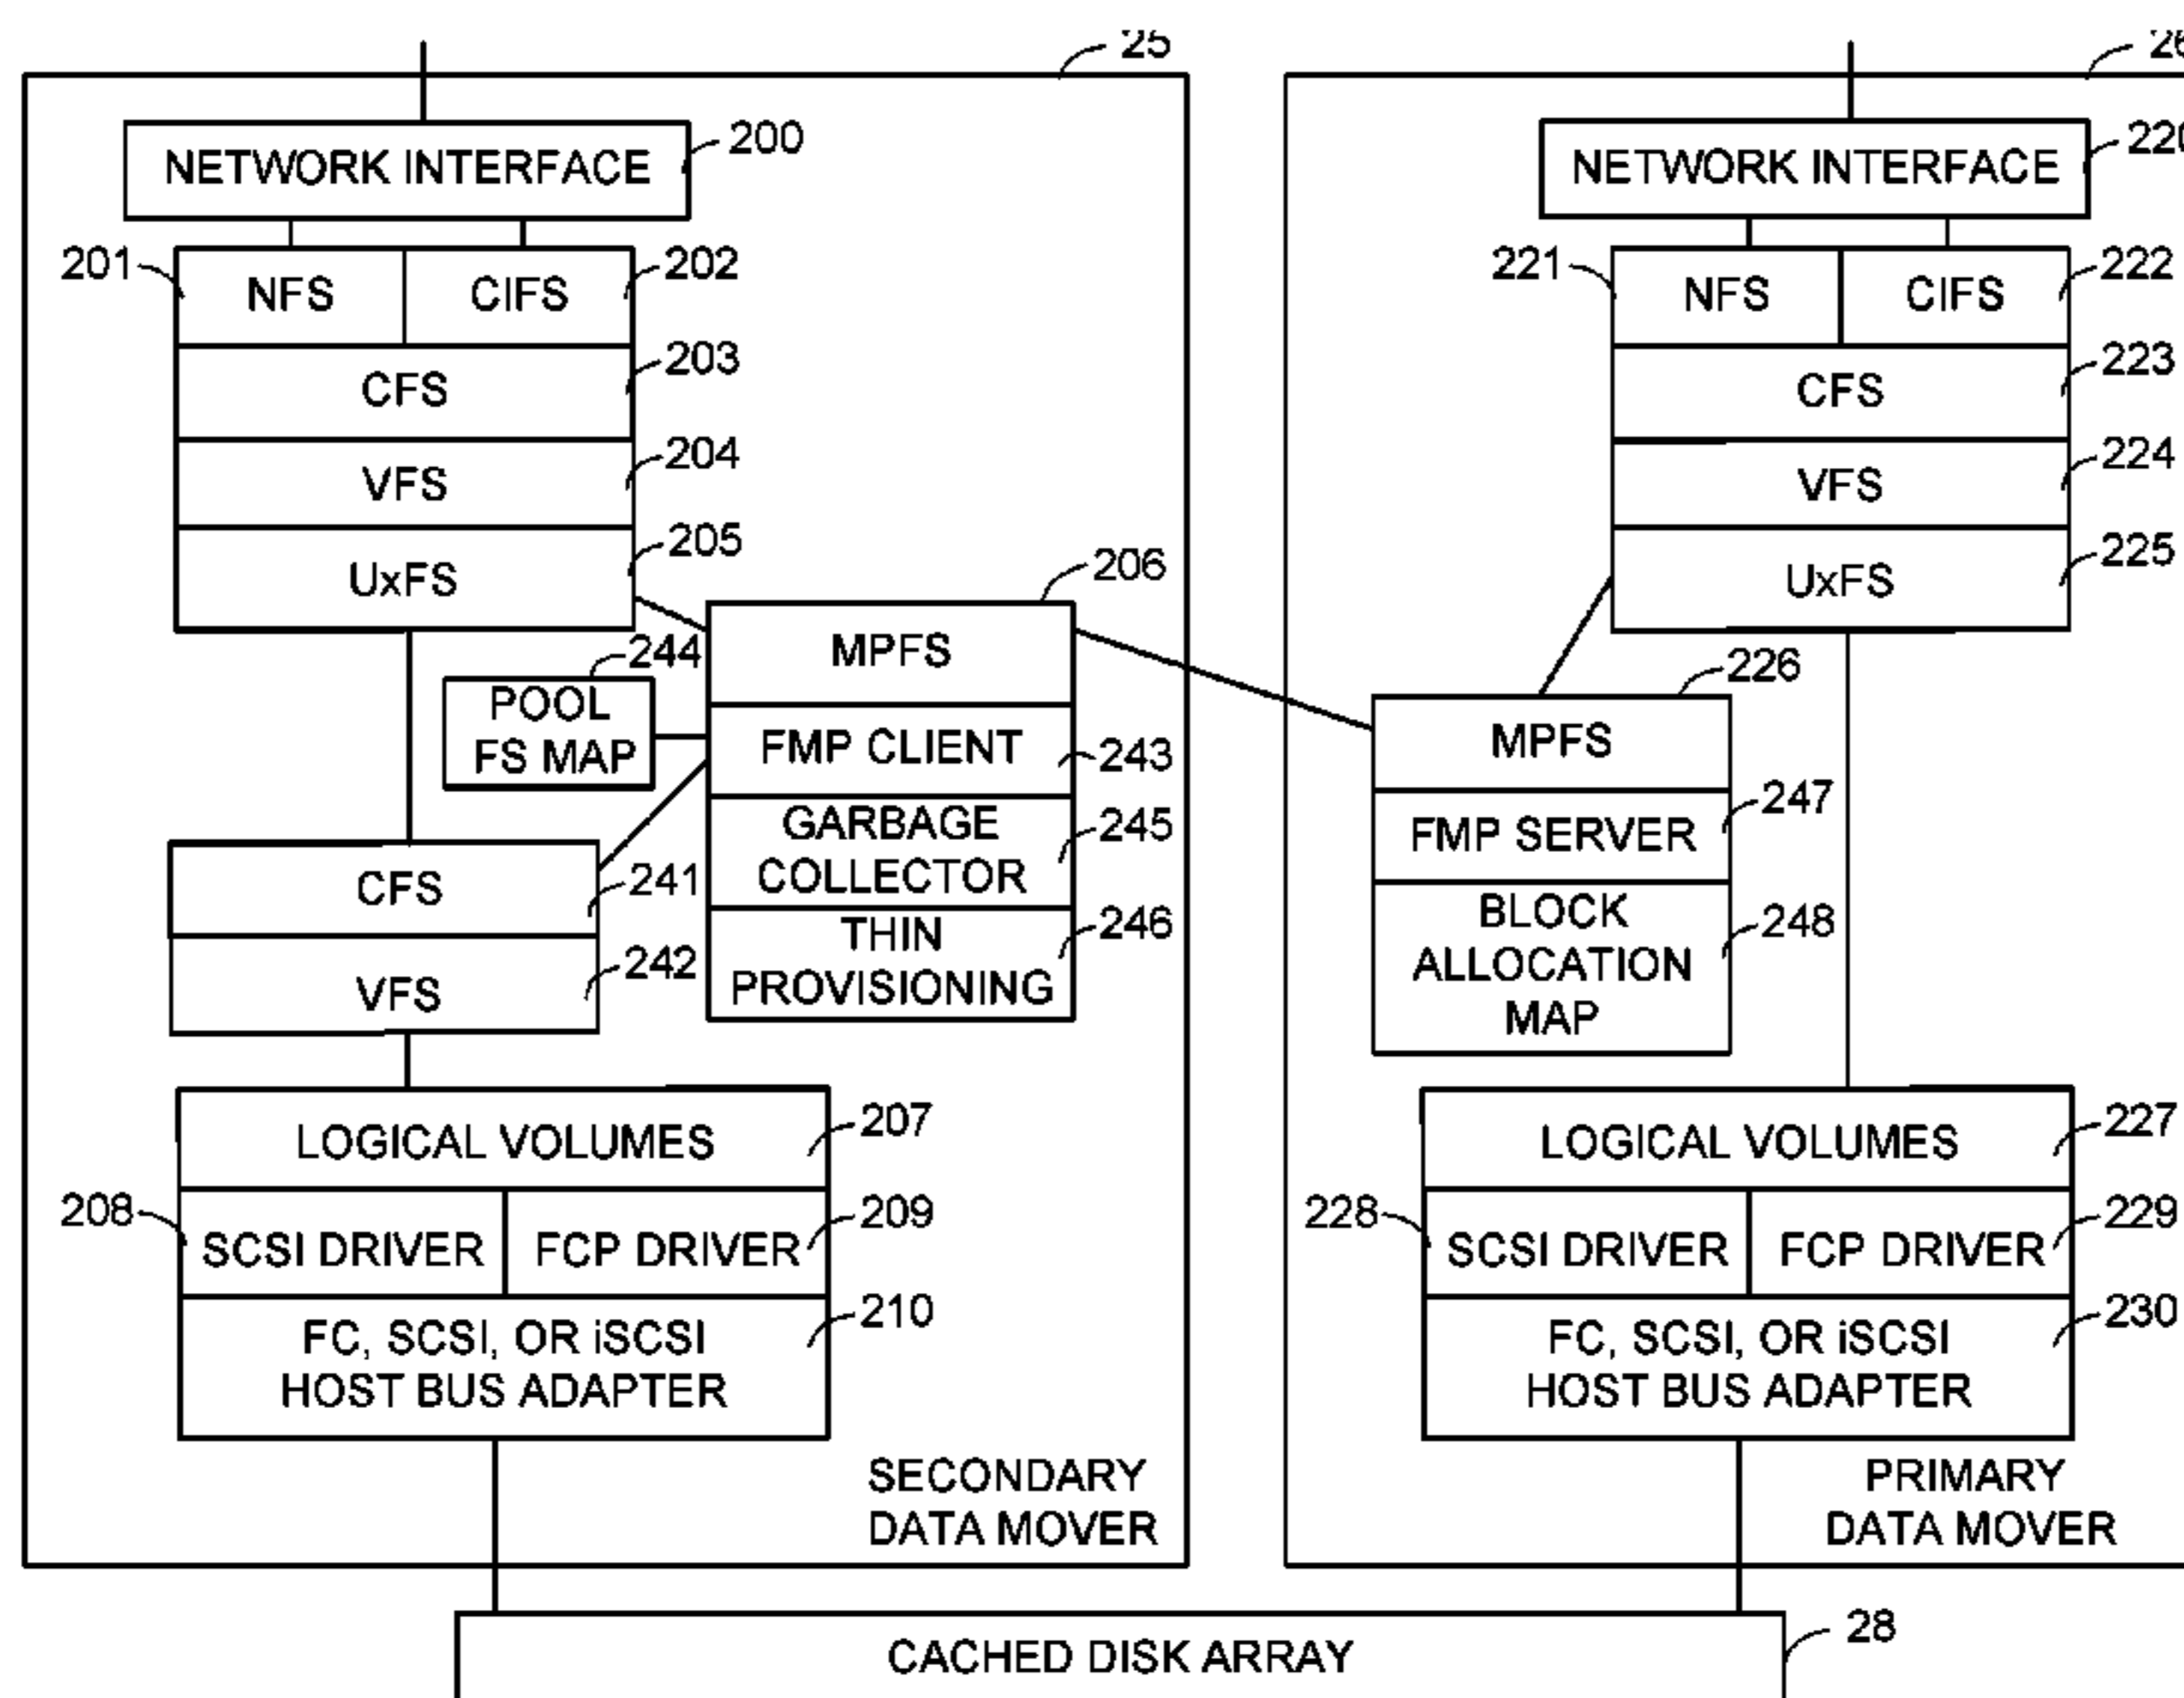 25
NETWORK INTERFACE
200
201
NFS
CIFS
202
CFS
203
VFS
204
UxFS
205
206
MPFS
244
POOL
FS MAP
FMP CLIENT
243
GARBAGE
COLLECTOR
245
THIN
PROVISIONING
246
CFS
241
VFS
242
LOGICAL VOLUMES
207
208
SCSI DRIVER
FCP DRIVER
209
FC, SCSI, OR iSCSI
HOST BUS ADAPTER
210
SECONDARY
DATA MOVER
NETWORK INTERFACE
221
NFS
CIFS
222
CFS
223
VFS
224
UxFS
225
226
MPFS
FMP SERVER
247
BLOCK
ALLOCATION
MAP
248
LOGICAL VOLUMES
227
228
SCSI DRIVER
FCP DRIVER
229
FC, SCSI, OR iSCSI
HOST BUS ADAPTER
230
PRIMARY
DATA MOVER
CACHED DISK ARRAY
28